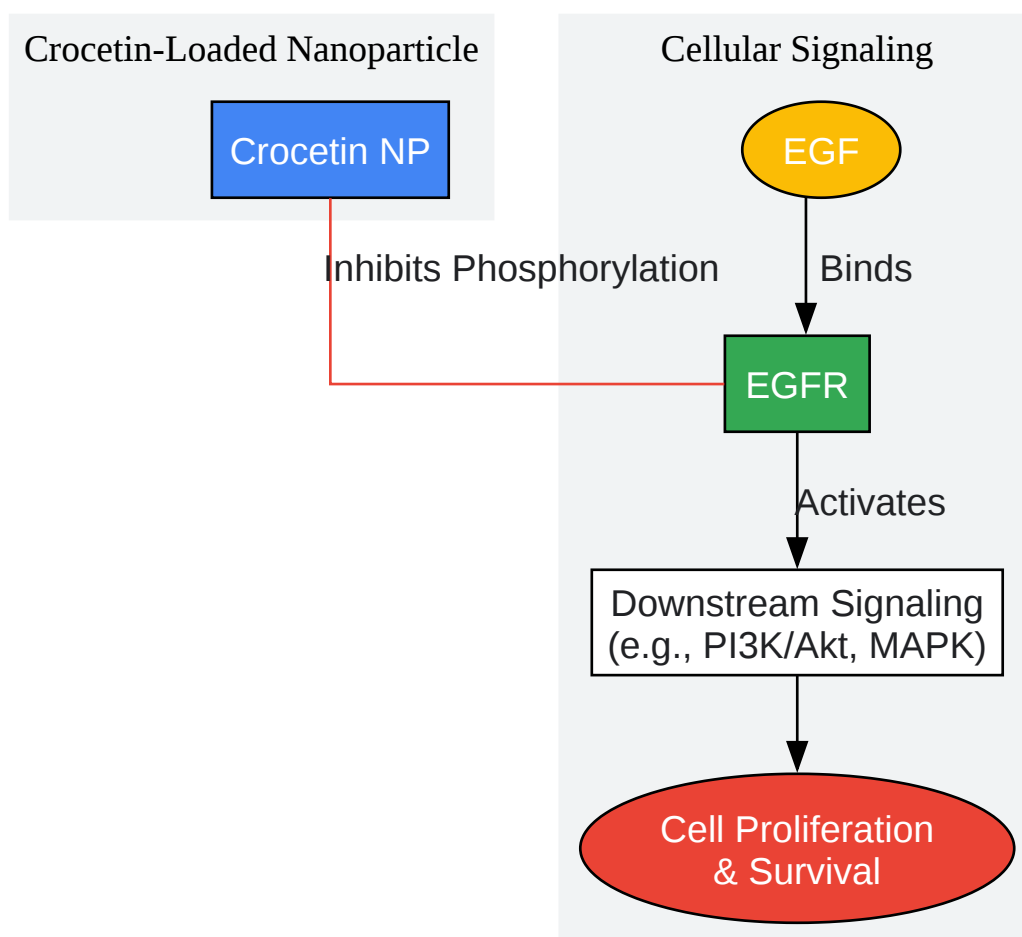 Crocetin-Loaded Nanoparticle
Cellular Signaling
Crocetin NP
EGF
Inhibits Phosphorylation
Binds
EGFR
Activates
Downstream Signaling
(e.g., PI3K/Akt, MAPK)
Cell Proliferation
& Survival